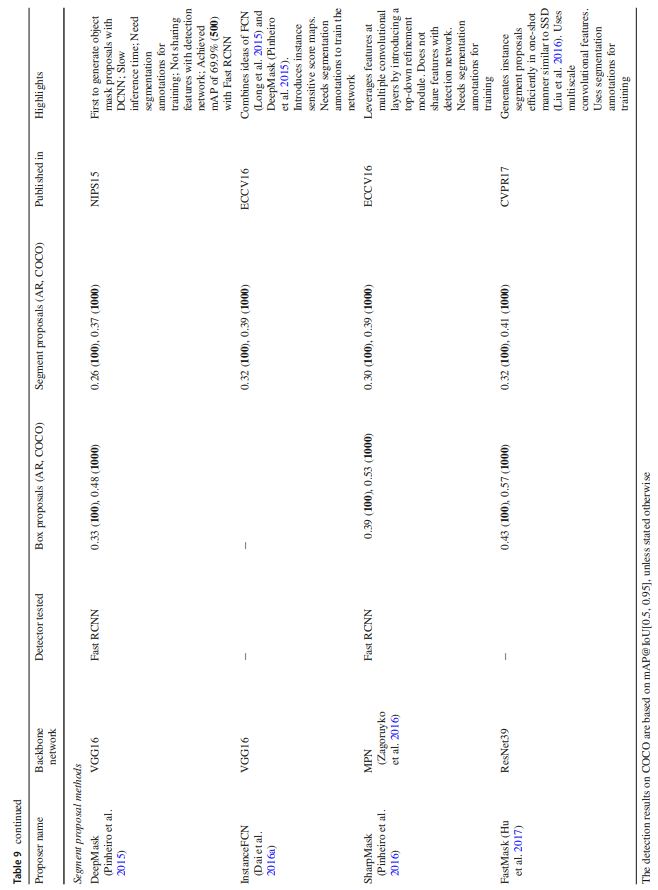 Table 9 continued
Proposer name
Backbone
network
Detector tested
Box proposals (AR, COCO)
Segment proposals (AR, COCO)
Published in
Highlights
Segment proposal methods
DeepMask
(Pinheiro et al.
2015)
VGG16
Fast RCNN
0.33 (100), 0.48 (1000)
0.26 (100), 0.37 (1000)
NIPS15
First to generate object
mask proposals with
DCNN; Slow
inference time; Need
segmentation
annotations for
training; Not sharing
features with detection
network; Achieved
mAP of 69.9% (500)
with Fast RCNN
InstanceFCN
(Dai et al.
2016a)
VGG16
–
–
0.32 (100), 0.39 (1000)
ECCV16
Combines ideas of FCN
(Long et al. 2015) and
DeepMask (Pinheiro
et al. 2015).
Introduces instance
sensitive score maps.
Needs segmentation
annotations to train the
network
SharpMask
(Pinheiro et al.
2016)
MPN
(Zagoruyko
et al. 2016)
Fast RCNN
0.39 (100), 0.53 (1000)
0.30 (100), 0.39 (1000)
ECCV16
Leverages features at
multiple convolutional
layers by introducing a
top-down refinement
module. Does not
share features with
detection network.
Needs segmentation
annotations for
training
FastMask (Hu
et al. 2017)
ResNet39
–
0.43 (100), 0.57 (1000)
0.32 (100), 0.41 (1000)
CVPR17
Generates instance
segment proposals
efficiently in one-shot
manner similar to SSD
(Liu et al. 2016). Uses
multiscale
convolutional features.
Uses segmentation
annotations for
training
The detection results on COCO are based on mAP@IoU[0.5, 0.95], unless stated otherwise